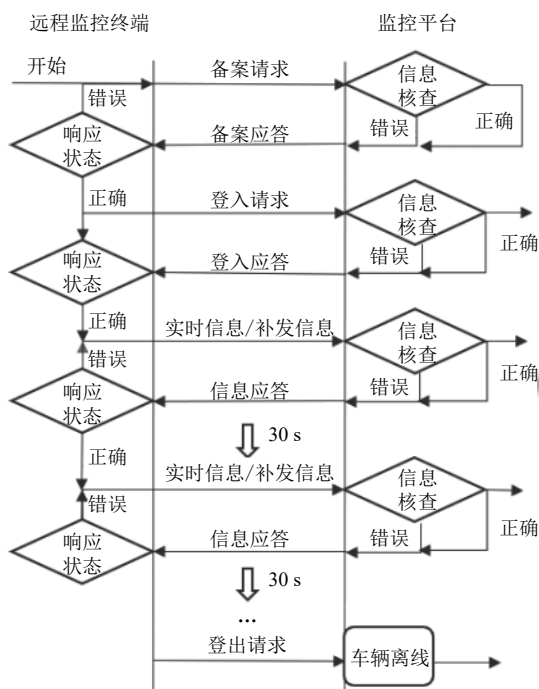 远程监控终端
监控平台
开始
备案请求
信息
核查
错误
正确
错误
响应
状态
备案应答
正确
登入请求
信息
核查
正确
错误
响应
状态
登入应答
正确
实时信息/补发信息
信息
核查
错误
正确
错误
响应
状态
信息应答
30 s
正确
实时信息/补发信息
信息
核查
错误
正确
错误
响应
状态
信息应答
30 s
...
登出请求
车辆离线